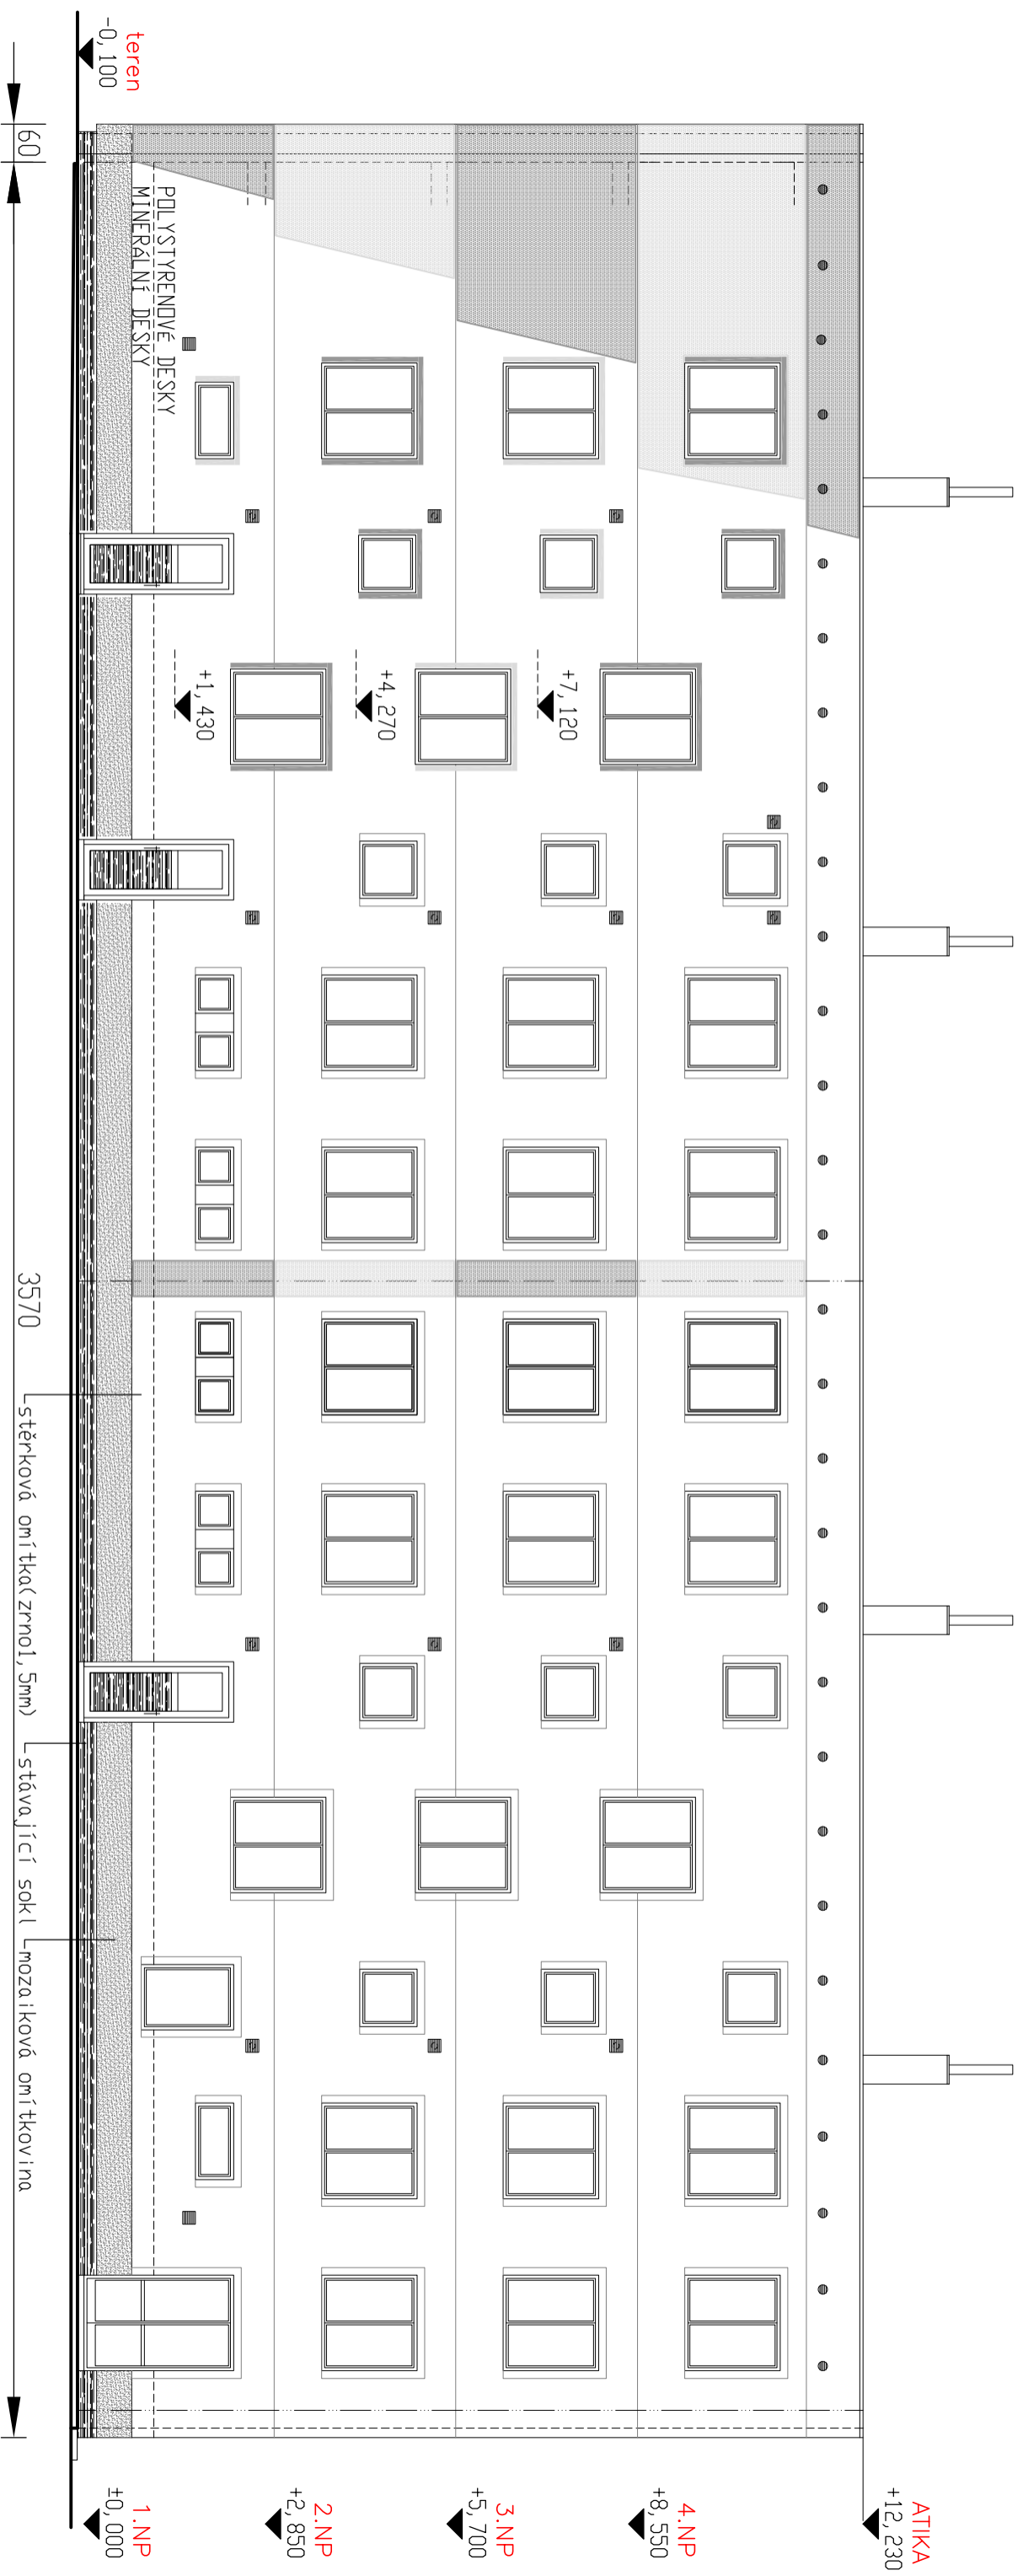 ATIKA
+12,230
4.NP
+8,550
3.NP
+5,700
2.NP
+2,850
1.NP
±0,000
+7,120
+4,270
+1,430
POLYSTYRENOVÉ DESKY
MINERÁLNÍ DESKY
teren
-0,100
60
3570
stěrková omítka(zrno1,5mm)
stávající sokl
mozaiková omítkovina